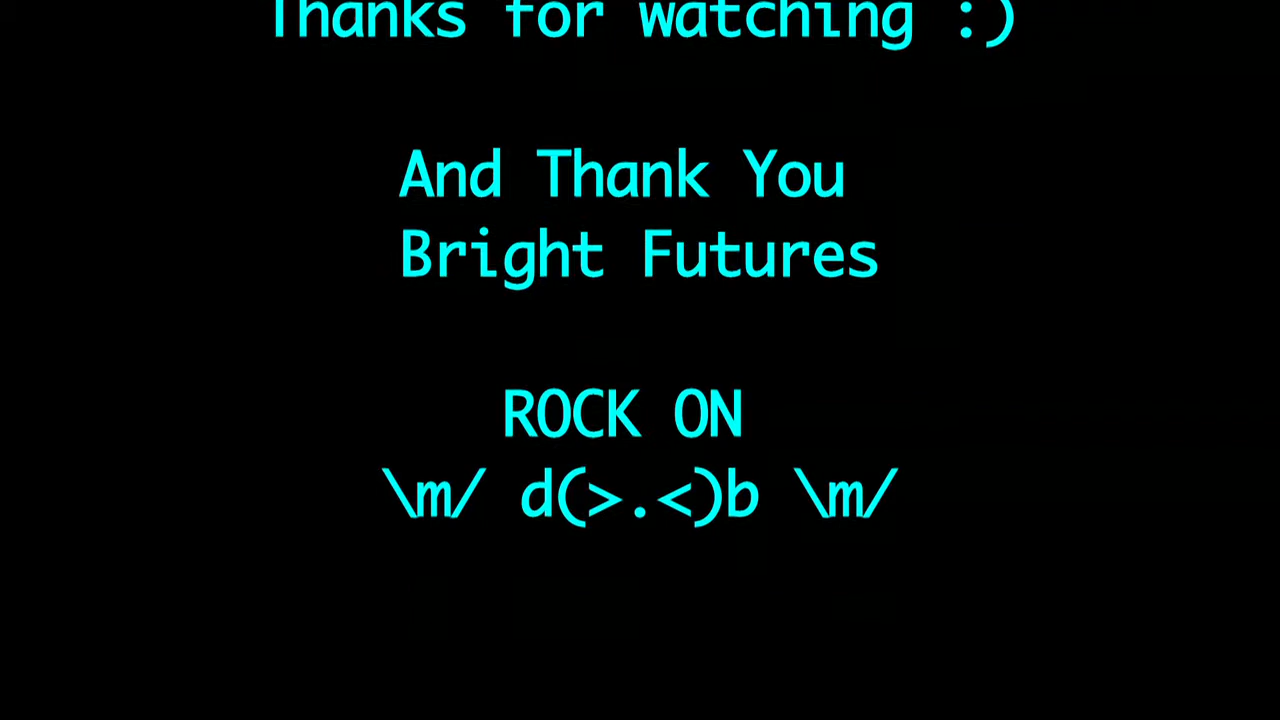 Thanks for watching :)
And Thank You
Bright Futures
ROCK ON
\m/ d(>.<)b \m/